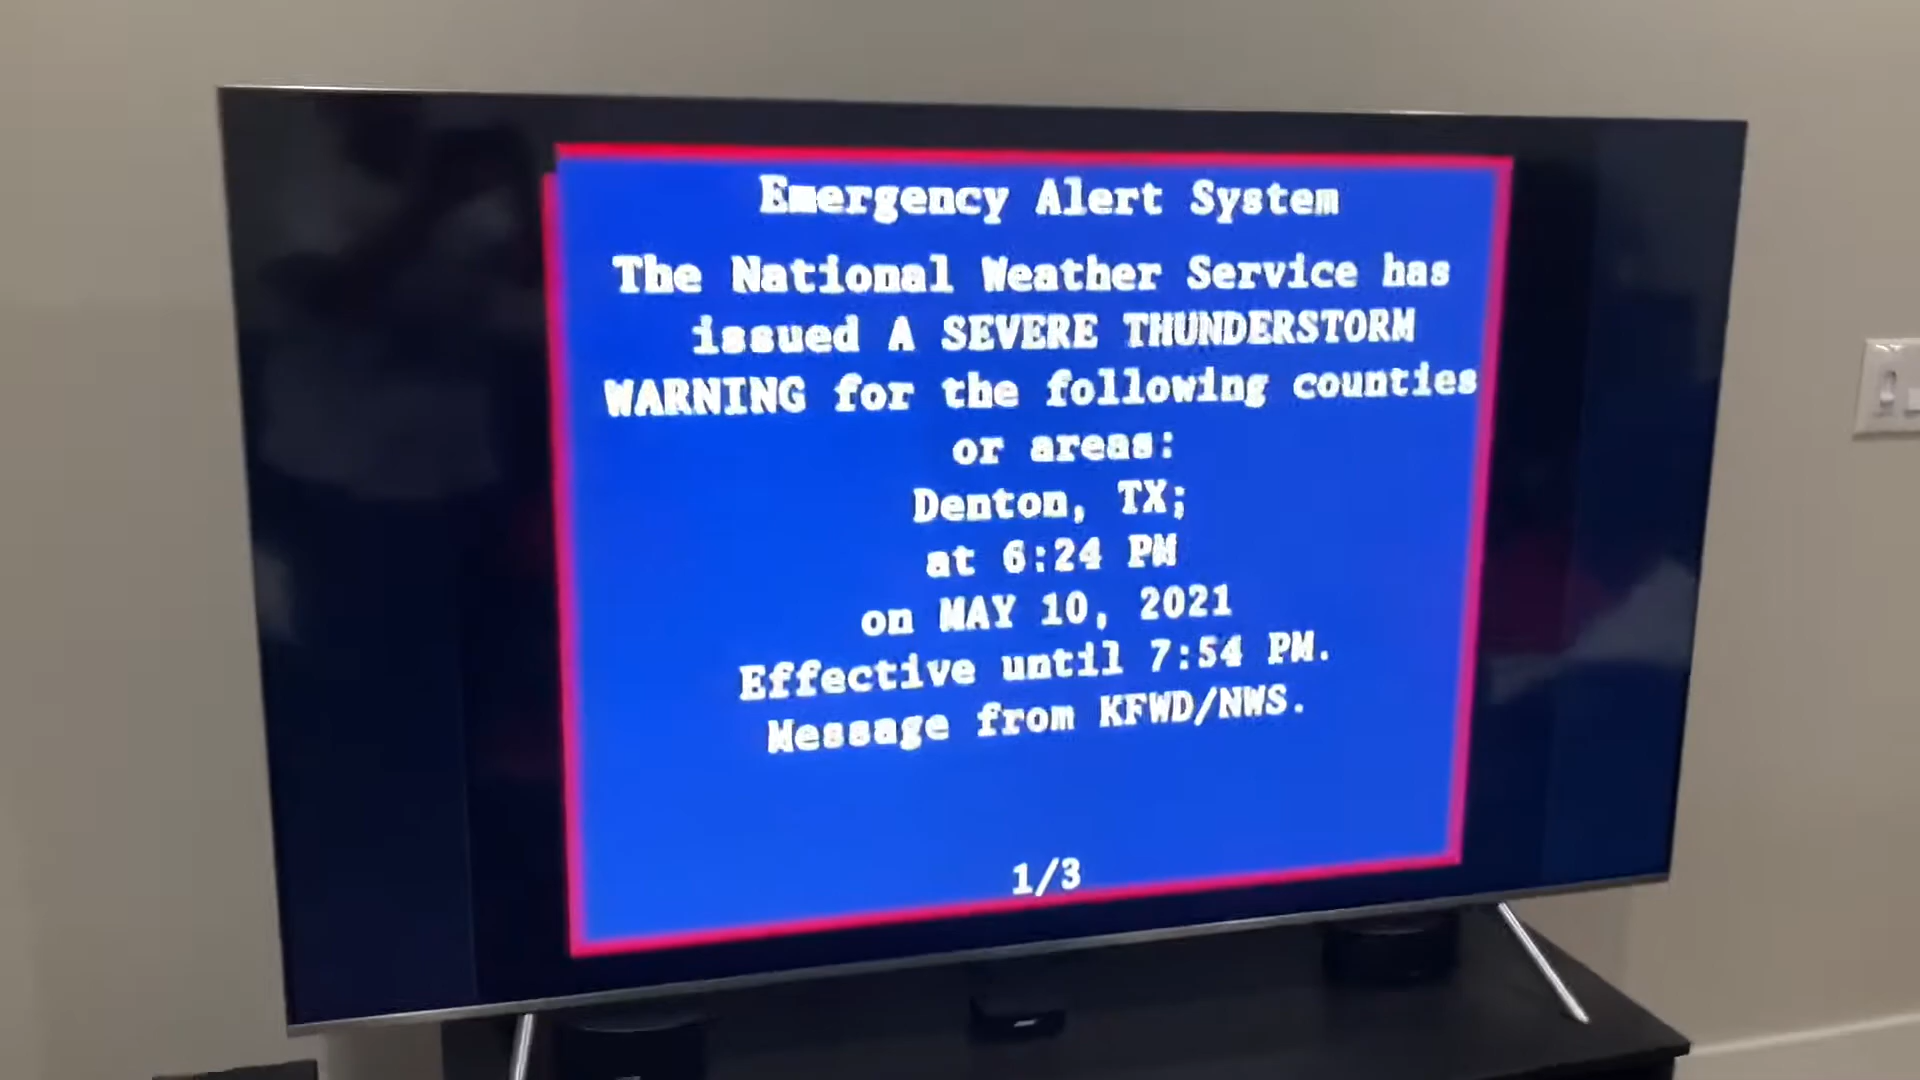 Emergency Alert System
The National Weather Service has
issued A SEVERE THUNDERSTORM
WARNING for the following counties
or areas:
Denton, TX;
at 6:24 PM
on MAY 10, 2021
Effective until 7:54 PM.
Message from KFWD/NWS.
1/3